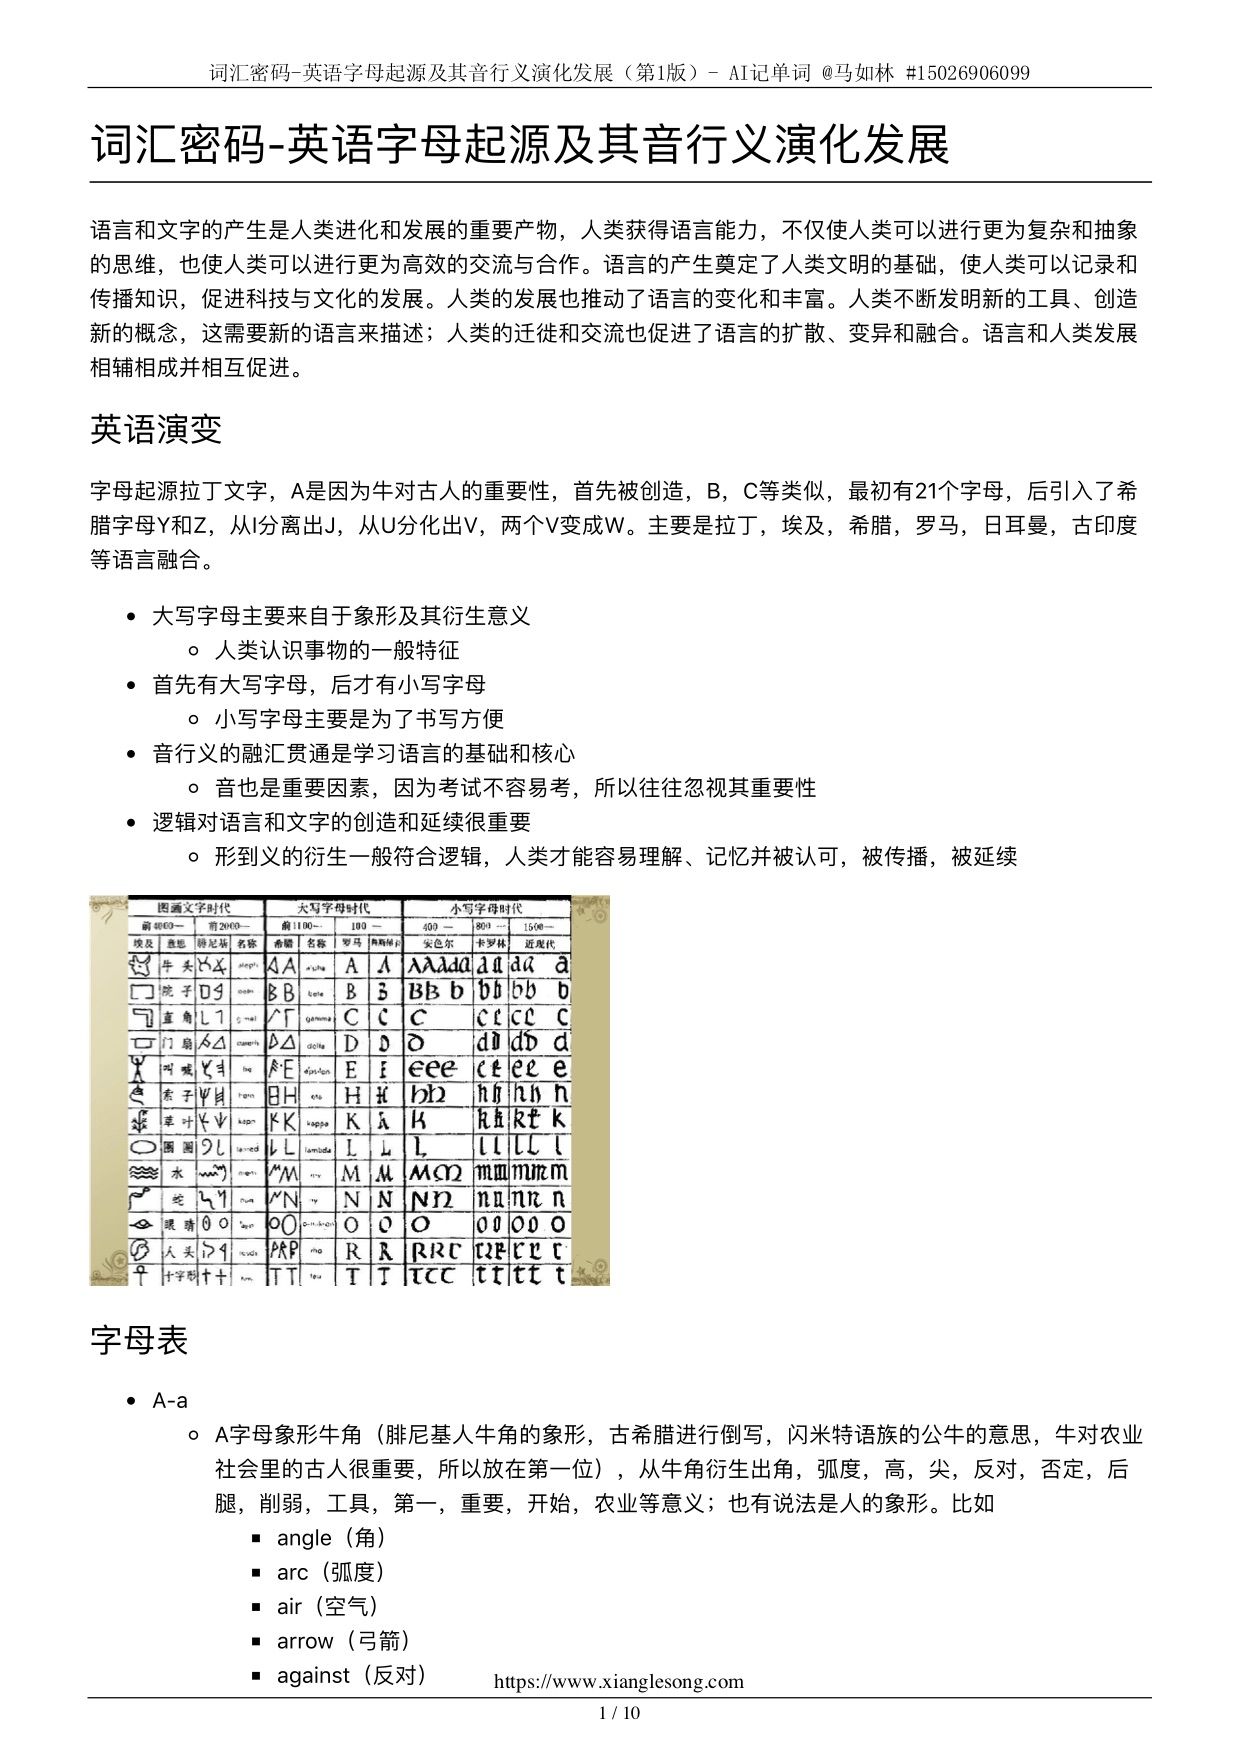 词汇密码-英语字母起源及其音行义演化发展（第1版）- AI记单词 @马如林 #15026906099
词汇密码-英语字母起源及其音行义演化发展
语言和文字的产生是人类进化和发展的重要产物，人类获得语言能力，不仅使人类可以进行更为复杂和抽象
的思维，也使人类可以进行更为高效的交流与合作。语言的产生奠定了人类文明的基础，使人类可以记录和
传播知识，促进科技与文化的发展。人类的发展也推动了语言的变化和丰富。人类不断发明新的工具、创造
新的概念，这需要新的语言来描述；人类的迁徙和交流也促进了语言的扩散、变异和融合。语言和人类发展
相辅相成并相互促进。
英语演变
字母起源拉丁文字，A是因为牛对古人的重要性，首先被创造，B，C等类似，最初有21个字母，后引入了希
腊字母Y和Z，从I分离出J，从U分化出V，两个V变成W。主要是拉丁，埃及，希腊，罗马，日耳曼，古印度
等语言融合。
大写字母主要来自于象形及其衍生意义
人类认识事物的一般特征
首先有大写字母，后才有小写字母
小写字母主要是为了书写方便
音行义的融汇贯通是学习语言的基础和核心
音也是重要因素，因为考试不容易考，所以往往忽视其重要性
逻辑对语言和文字的创造和延续很重要
形到义的衍生一般符合逻辑，人类才能容易理解、记忆并被认可，被传播，被延续
图画文字时代 大写字母时代 小写字母时代
前4000— 前2000— 前1100— 100 — 400 — 800 — 1500—
埃及 意思 腓尼基 名称 希腊 名称 罗马 安色尔 卡罗林 近现代
牛头 A A a
院子 B B beta B B b b
直角 gamma C C C c
门扇 delta D D d
叫喊 E epsilon E e
索子 H eta H H n
草叶 K K kappa K k
圈圈 L lambda L l
水 M M M m
蛇 N N N n
眼睛 O O O O
人头 P rho R R r
十字形 T T tau T T t
字母表
A-a
A字母象形牛角（腓尼基人牛角的象形，古希腊进行倒写，闪米特语族的公牛的意思，牛对农业
社会里的古人很重要，所以放在第一位），从牛角衍生出角，弧度，高，尖，反对，否定，后
腿，削弱，工具，第一，重要，开始，农业等意义；也有说法是人的象形。比如
angle（角）
arc（弧度）
air（空气）
arrow（弓箭）
against（反对）
https://www.xianglesong.com
1 / 10